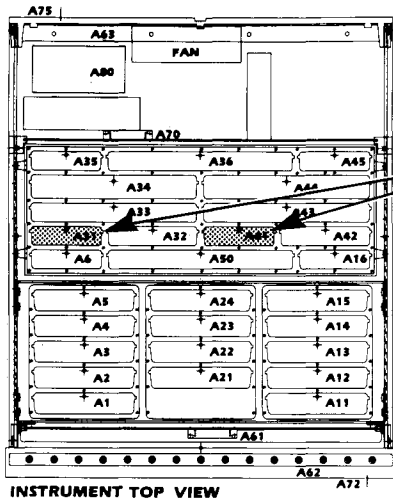 A75
A63
FAN
A80
A70
A35 A36 A45
A34 A44
A33 A43
A31 A32 A41 A42
A6 A50 A16
A5 A24 A15
A4 A23 A14
A3 A22 A13
A2 A21 A12
A1 A11
A61
A62
A72
INSTRUMENT TOP VIEW